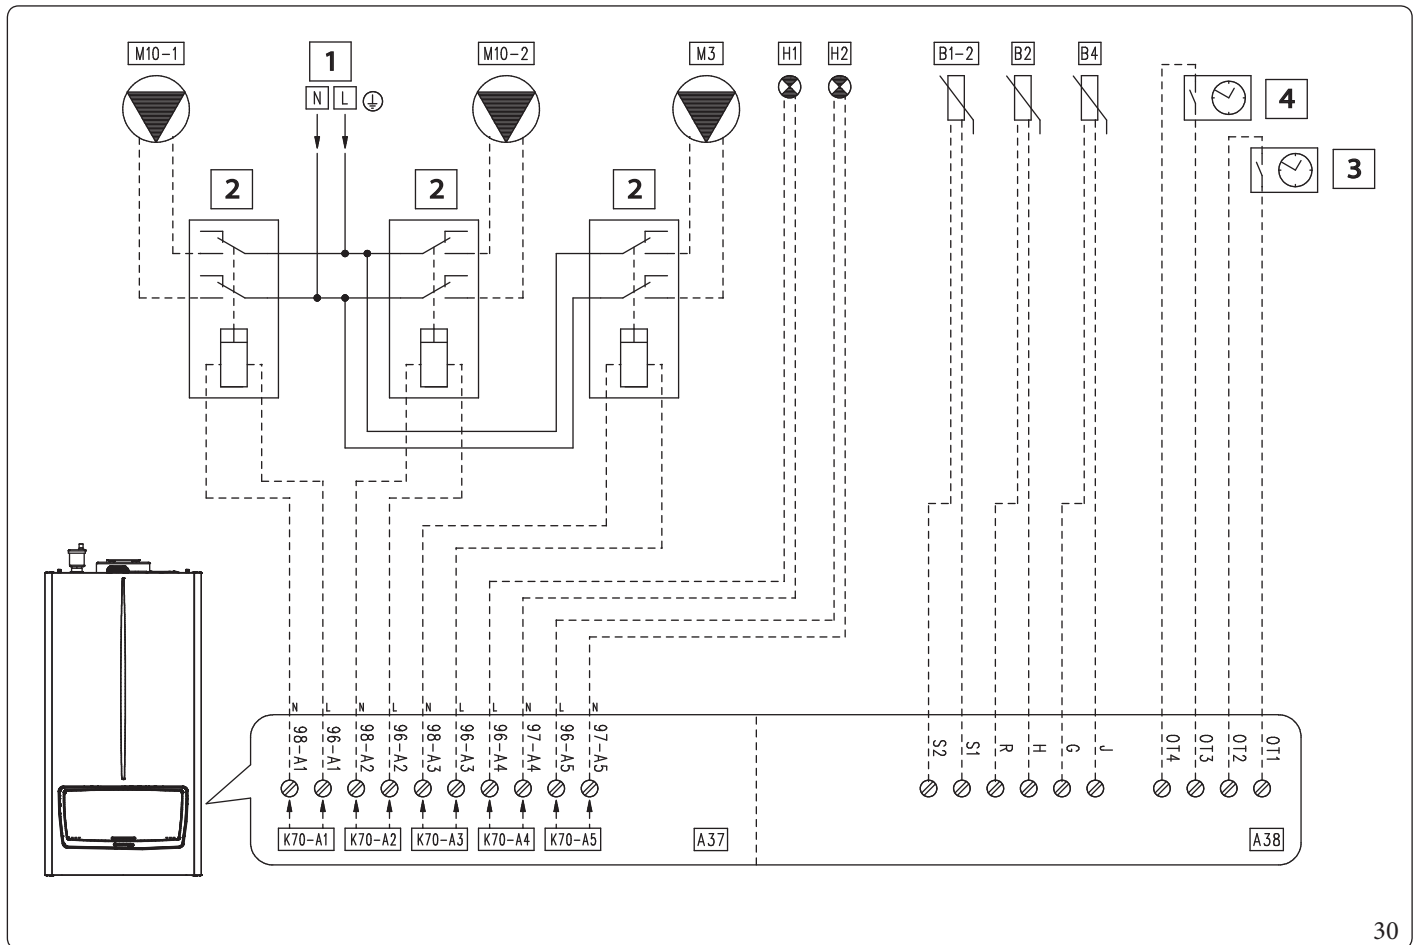 M10-1
1
M10-2
M3
H1
H2
B1-2
B2
B4
N
L
4
3
2
2
2
N
L
N
L
N
L
L
N
L
N
98-A1
96-A1
98-A2
96-A2
98-A3
96-A3
96-A4
97-A4
96-A5
97-A5
S2
S1
R
H
G
J
OT4
OT3
OT2
OT1
K70-A1
K70-A2
K70-A3
K70-A4
K70-A5
A37
A38
30